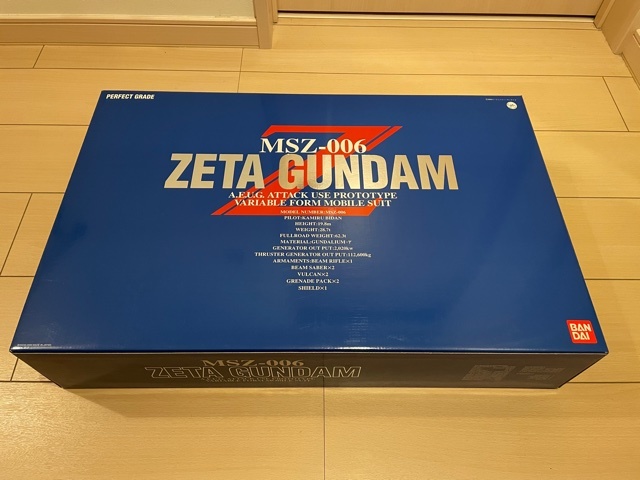 PERFECT GRADE
MSZ-006
ZETA GUNDAM
A.E.U.G. ATTACK USE PROTOTYPE
VARIABLE FORM MOBILE SUIT
MODEL NUMBER:MSZ-006
PILOT:KAMIRU BIDAN
HEIGHT:19.8m
WEIGHT:28.7t
FULLROAD WEIGHT:62.3t
MATERIAL:GUNDALIUM-γ
GENERATOR OUT PUT:2,020kw
THRUSTER GENERATOR OUT PUT:112,600kg
ARMAMENTS:BEAM RIFLE×1
BEAM SABER×2
VULCAN×2
GRENADE PACK×2
SHIELD×1
BAN
DAI
MSZ-006
ZETA GUNDAM